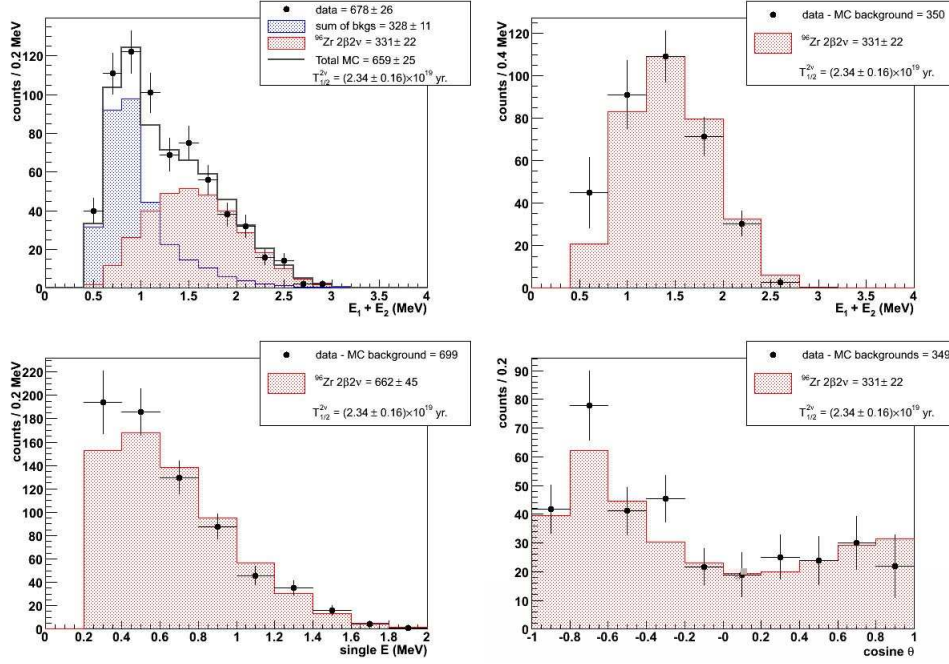 data = 678 ± 26
sum of bkgs = 328 ± 11
⁹⁶Zr 2β2ν = 331 ± 22
Total MC = 659 ± 25
T₁/₂²ᵛ = (2.34 ± 0.16)×10¹⁹ yr.
counts / 0.2 MeV
120
100
80
60
40
20
0
0 0.5 1 1.5 2 2.5 3 3.5 4
E₁ + E₂ (MeV)
data - MC background = 350
⁹⁶Zr 2β2ν = 331 ± 22
T₁/₂²ᵛ = (2.34 ± 0.16)×10¹⁹ yr.
counts / 0.4 MeV
120
100
80
60
40
20
0
0 0.5 1 1.5 2 2.5 3 3.5 4
E₁ + E₂ (MeV)
data - MC background = 699
⁹⁶Zr 2β2ν = 662 ± 45
T₁/₂²ᵛ = (2.34 ± 0.16)×10¹⁹ yr.
counts / 0.2 MeV
220
200
180
160
140
120
100
80
60
40
20
0
0 0.2 0.4 0.6 0.8 1 1.2 1.4 1.6 1.8 2
single E (MeV)
data - MC backgrounds = 349
⁹⁶Zr 2β2ν = 331 ± 22
T₁/₂²ᵛ = (2.34 ± 0.16)×10¹⁹ yr.
counts / 0.2
90
80
70
60
50
40
30
20
10
0
-1 -0.8 -0.6 -0.4 -0.2 -0 0.2 0.4 0.6 0.8 1
cosine θ